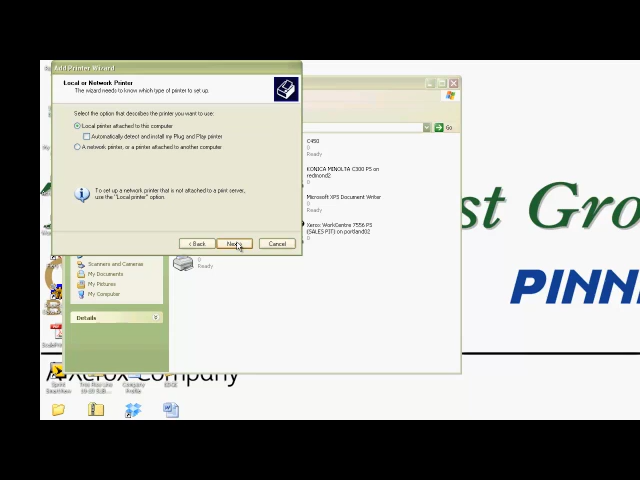 Add Printer Wizard
Local or Network Printer
The wizard needs to know which type of printer to set up.
Select the option that describes the printer you want to use:
Local printer attached to this computer
Automatically detect and install my Plug and Play printer
A network printer, or a printer attached to another computer
To set up a network printer that is not attached to a print server,
use the "Local printer" option.
< Back
Next
Cancel
Go
C450
0
Ready
KONICA MINOLTA C300 PS on
redmond2
Microsoft XPS Document Writer
0
Ready
Xerox WorkCentre 7556 PS
(SALES PIT) on portland02
0
0
Ready
Scanners and Cameras
My Documents
My Pictures
My Computer
Details
st Gro
PINN
A Xerox Company
Company
Profile